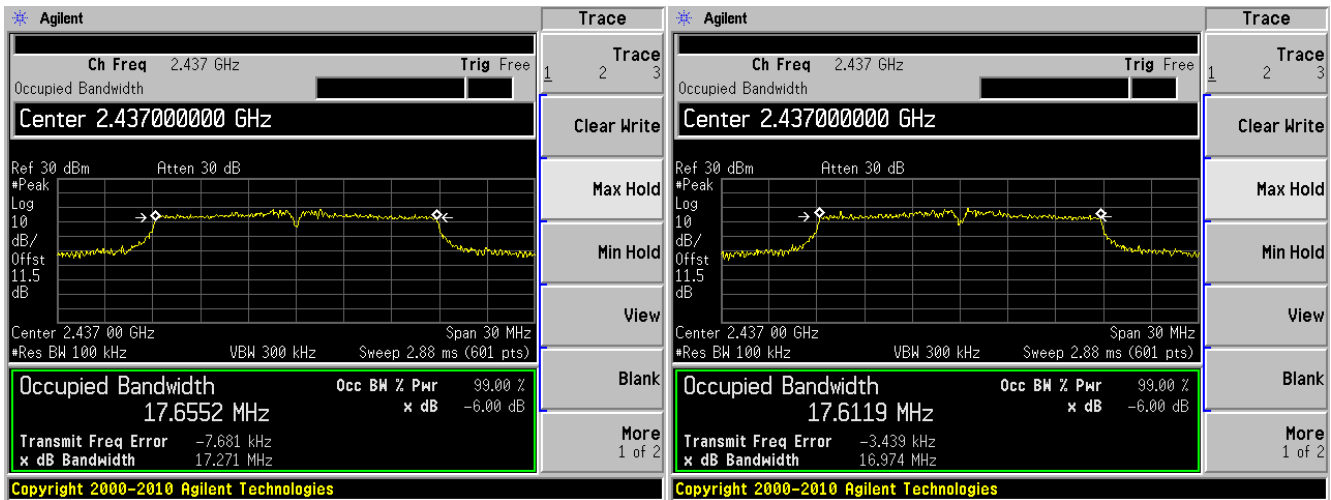 Agilent
Trace
Ch Freq 2.437 GHz
Trig Free
Occupied Bandwidth
Center 2.437000000 GHz
Ref 30 dBm
Atten 30 dB
#Peak
Log
10
dB/
Offst
11.5
dB
Center 2.437 00 GHz
Span 30 MHz
#Res BW 100 kHz
VBW 300 kHz
Sweep 2.88 ms (601 pts)
Occupied Bandwidth
17.6552 MHz
Occ BW % Pwr 99.00 %
x dB -6.00 dB
Transmit Freq Error -7.681 kHz
x dB Bandwidth 17.271 MHz
Copyright 2000-2010 Agilent Technologies
Trace
1 2 3
Clear Write
Max Hold
Min Hold
View
Blank
More
1 of 2
Agilent
Trace
Ch Freq 2.437 GHz
Trig Free
Occupied Bandwidth
Center 2.437000000 GHz
Ref 30 dBm
Atten 30 dB
#Peak
Log
10
dB/
Offst
11.5
dB
Center 2.437 00 GHz
Span 30 MHz
#Res BW 100 kHz
VBW 300 kHz
Sweep 2.88 ms (601 pts)
Occupied Bandwidth
17.6119 MHz
Occ BW % Pwr 99.00 %
x dB -6.00 dB
Transmit Freq Error -3.439 kHz
x dB Bandwidth 16.974 MHz
Copyright 2000-2010 Agilent Technologies
Trace
1 2 3
Clear Write
Max Hold
Min Hold
View
Blank
More
1 of 2